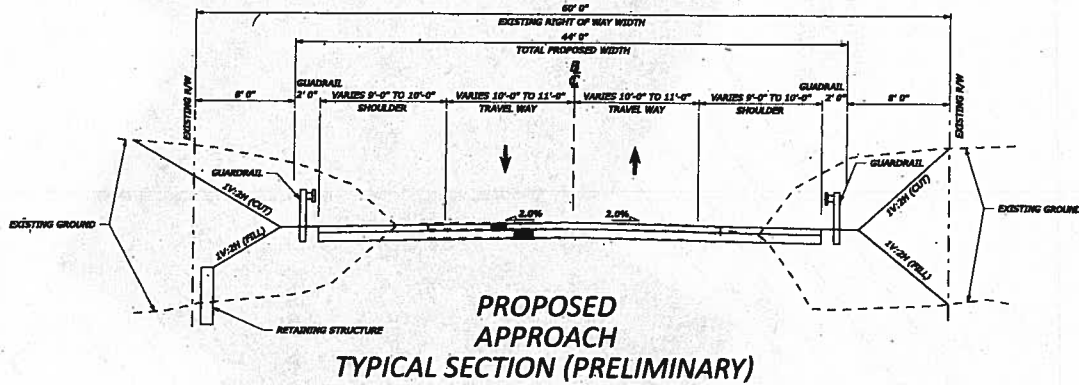 60' 0"
EXISTING RIGHT OF WAY WIDTH
44' 0"
TOTAL PROPOSED WIDTH
EXISTING R/W
8' 0"
GUADRAIL
2' 0"
VARIES 9'-0" TO 10'-0"
SHOULDER
VARIES 10'-0" TO 11'-0"
TRAVEL WAY
VARIES 10'-0" TO 11'-0"
TRAVEL WAY
VARIES 9'-0" TO 10'-0"
SHOULDER
GUADRAIL
2' 0"
8' 0"
EXISTING R/W
GUARDRAIL
GUARDRAIL
1V:2H (CUT)
1V:2H (CUT)
2.0%
2.0%
EXISTING GROUND
EXISTING GROUND
1V:2H (FILL)
1V:2H (FILL)
RETAINING STRUCTURE
PROPOSED
APPROACH
TYPICAL SECTION (PRELIMINARY)